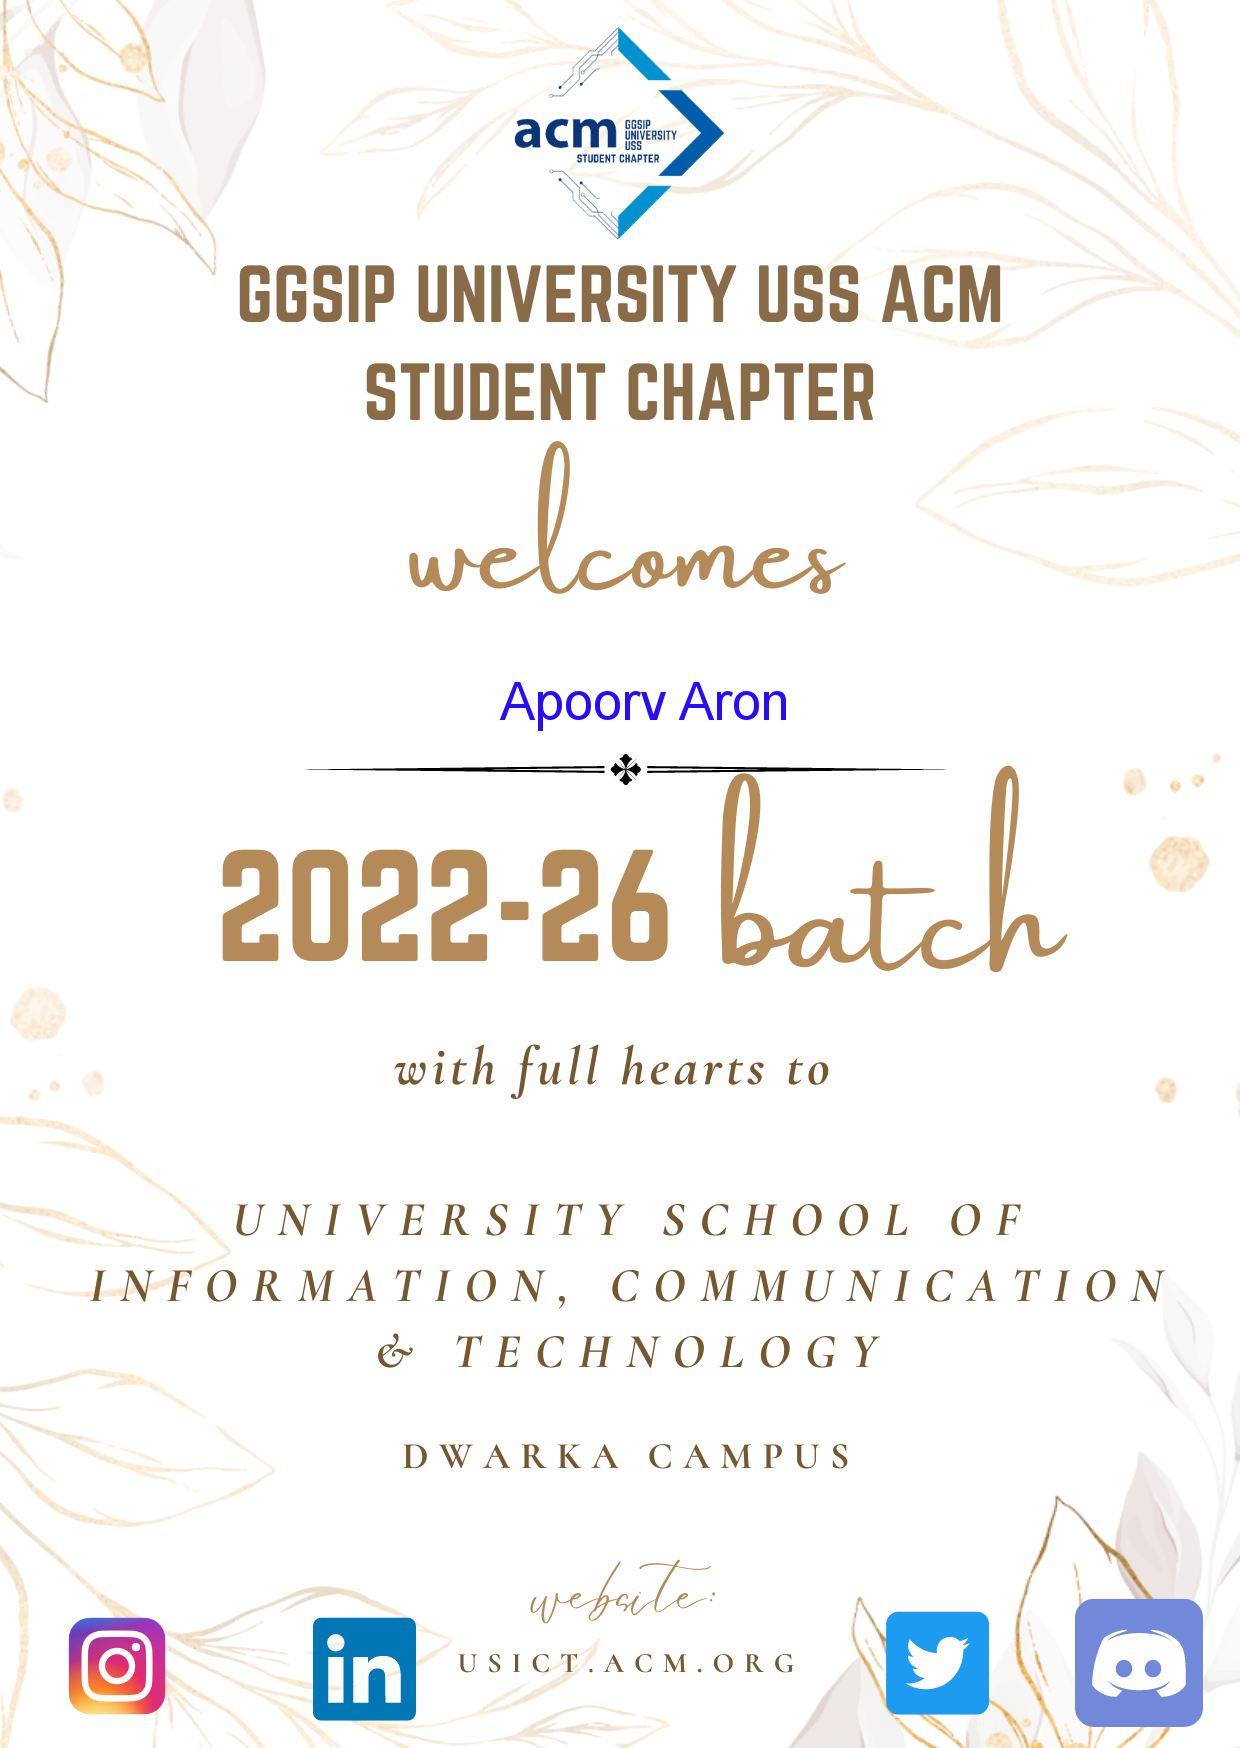 acm GGSIP
UNIVERSITY
USS
STUDENT CHAPTER
GGSIP UNIVERSITY USS ACM
STUDENT CHAPTER
welcomes
Apoorv Aron
2022-26 batch
with full hearts to
UNIVERSITY SCHOOL OF
INFORMATION, COMMUNICATION
& TECHNOLOGY
DWARKA CAMPUS
website:
in
USICT.ACM.ORG